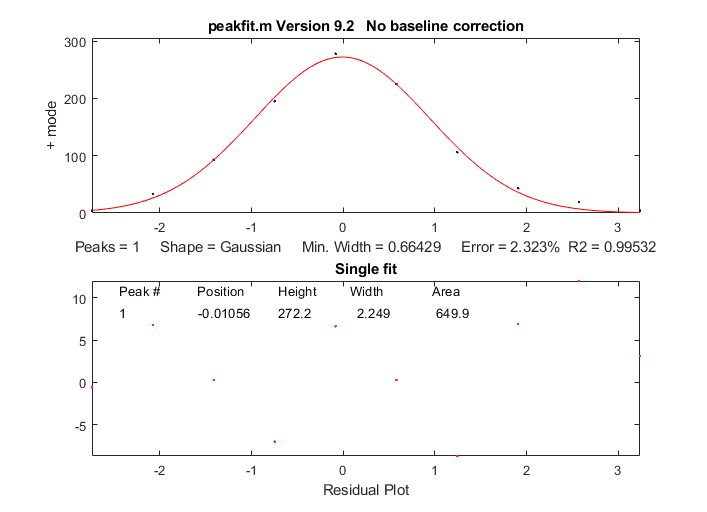 peakfit.m Version 9.2 No baseline correction
300
200
100
0
+ mode
-2 -1 0 1 2 3
Peaks = 1 Shape = Gaussian Min. Width = 0.66429 Error = 2.323% R2 = 0.99532
Single fit
Peak # Position Height Width Area
1 -0.01056 272.2 2.249 649.9
10
5
0
-5
-2 -1 0 1 2 3
Residual Plot